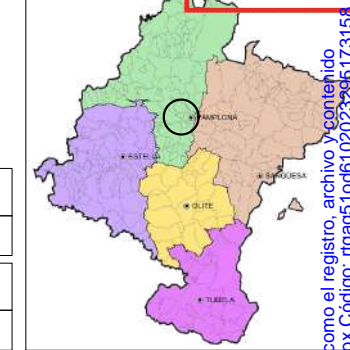 PAMPLONA
ESTELLA
SANGÜESA
OLITE
TUDELA
como el registro, archivo y contenido